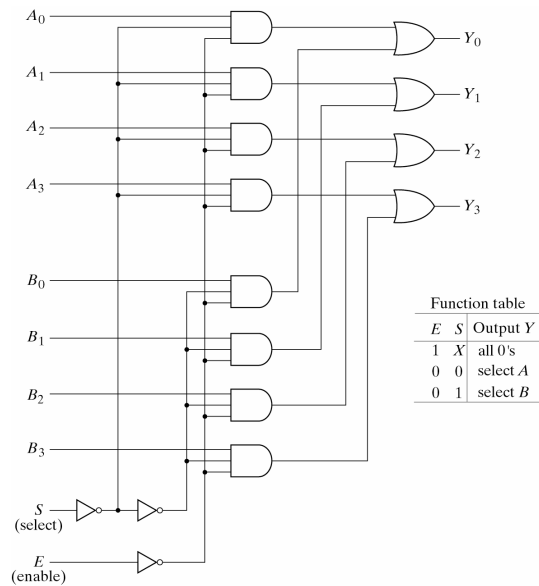 A0
Y0
A1
Y1
A2
Y2
A3
Y3
B0
B1
B2
B3
S
(select)
E
(enable)
Function table
E S Output Y
1 X all 0's
0 0 select A
0 1 select B